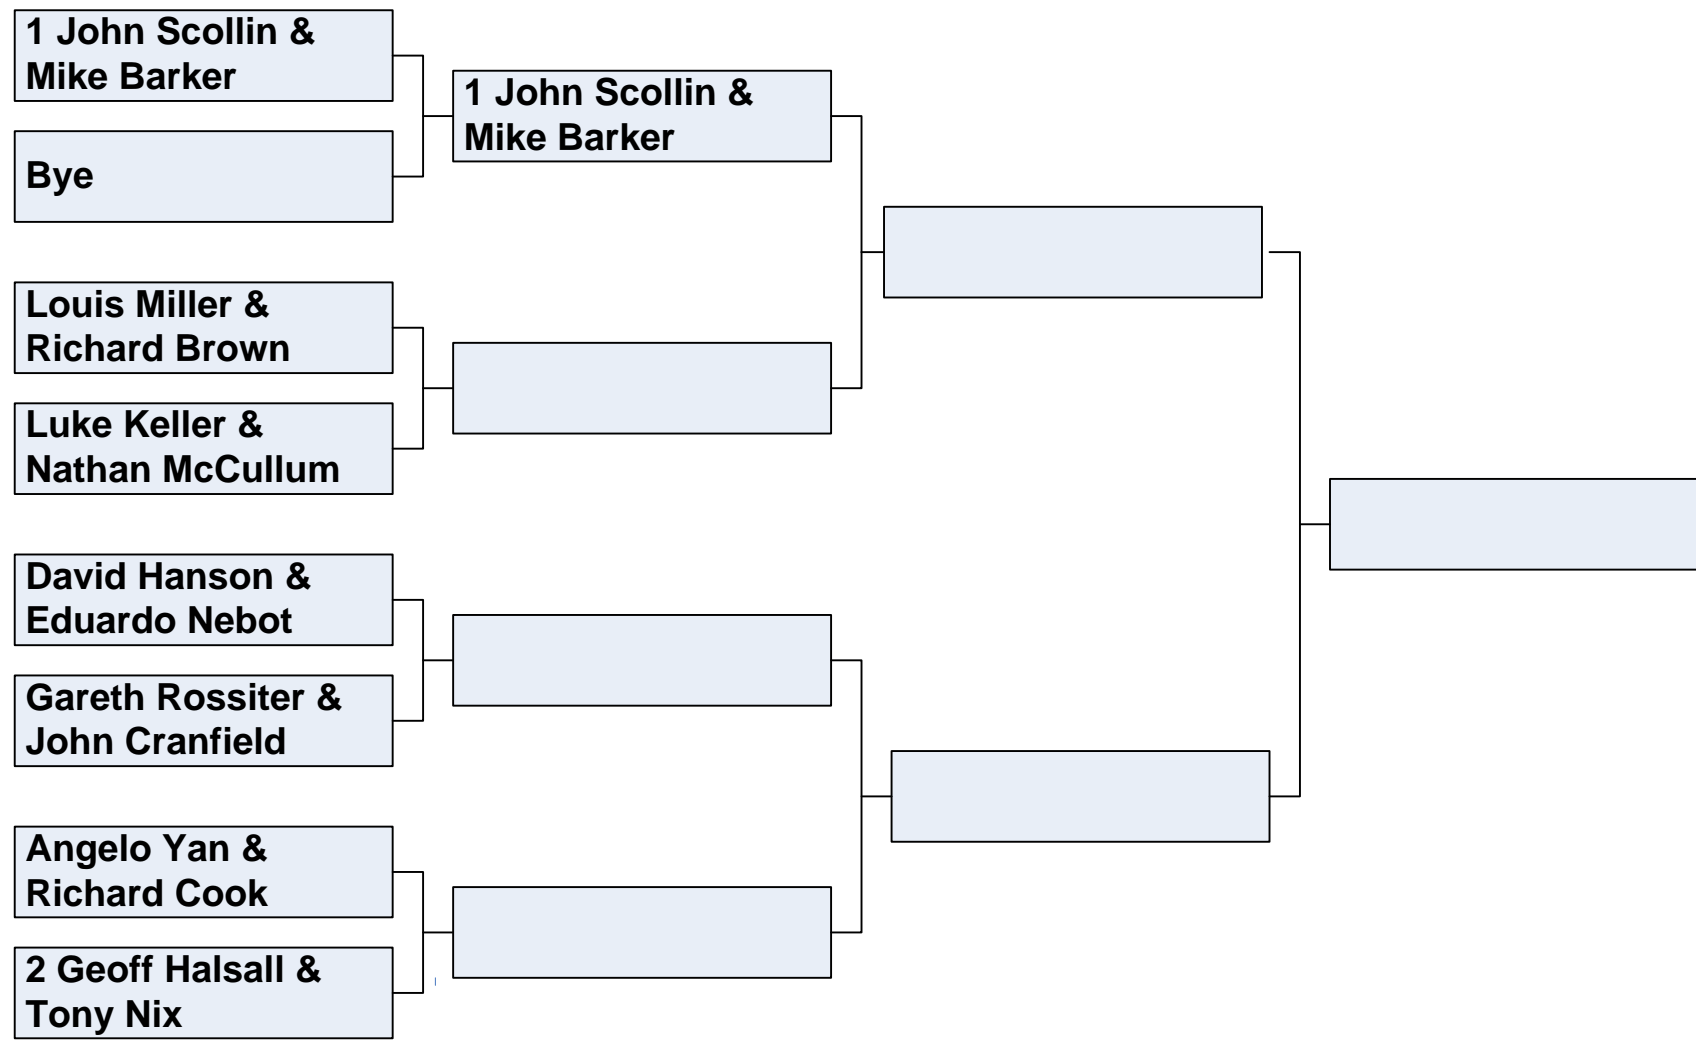 1 John Scollin &
Mike Barker
Bye
Louis Miller &
Richard Brown
Luke Keller &
Nathan McCullum
David Hanson &
Eduardo Nebot
Gareth Rossiter &
John Cranfield
Angelo Yan &
Richard Cook
2 Geoff Halsall &
Tony Nix
1 John Scollin &
Mike Barker